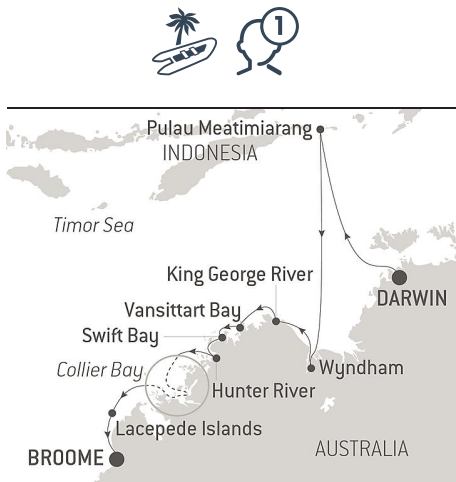 1
Pulau Meatimiarang
INDONESIA
Timor Sea
King George River
DARWIN
Vansittart Bay
Swift Bay
Collier Bay
Wyndham
Hunter River
Lacepede Islands
AUSTRALIA
BROOME